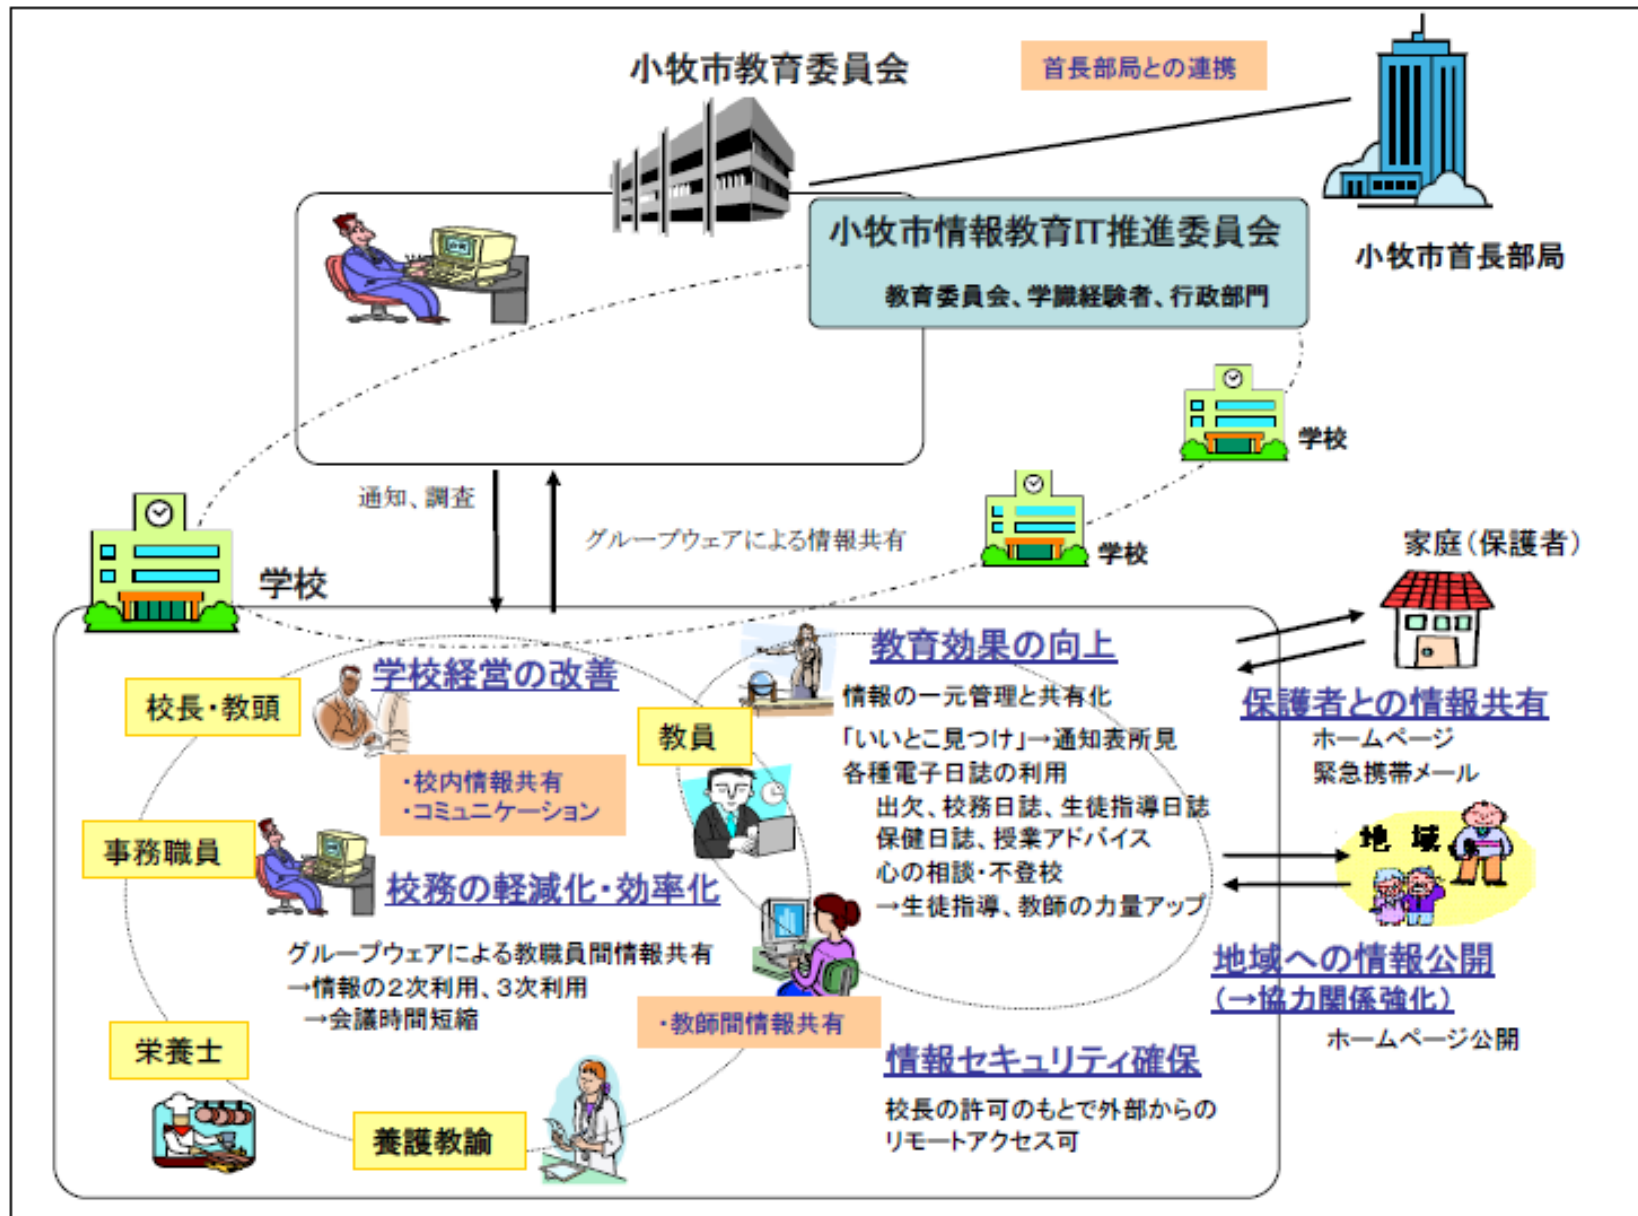 小牧市教育委員会
首長部局との連携
小牧市情報教育IT推進委員会
教育委員会、学識経験者、行政部門
小牧市首長部局
学校
通知、調査
グループウェアによる情報共有
学校
学校
家庭（保護者）
学校経営の改善
教育効果の向上
校長・教頭
情報の一元管理と共有化
保護者との情報共有
教員
「いいとこ見つけ」→通知表所見
ホームページ
・校内情報共有
各種電子日誌の利用
緊急携帯メール
・コミュニケーション
出欠、校務日誌、生徒指導日誌
事務職員
保健日誌、授業アドバイス
地域
校務の軽減化・効率化
心の相談・不登校
→生徒指導、教師の力量アップ
グループウェアによる教職員間情報共有
地域への情報公開
→情報の２次利用、３次利用
（→協力関係強化）
→会議時間短縮
・教師間情報共有
ホームページ公開
栄養士
情報セキュリティ確保
校長の許可のもとで外部からの
養護教諭
リモートアクセス可